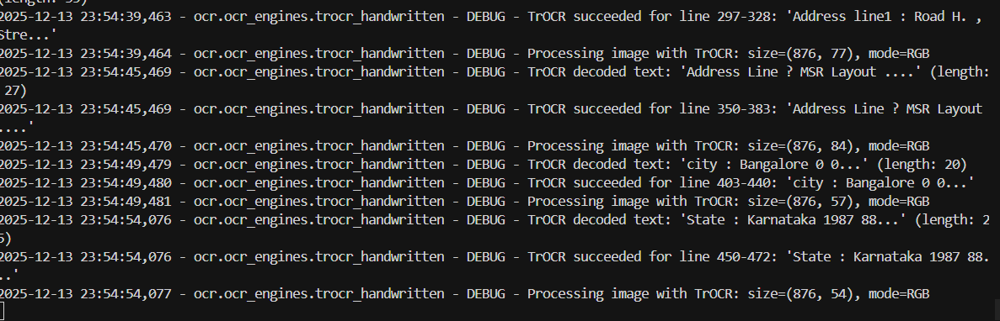 (length: 55)
2025-12-13 23:54:39,463 - ocr.ocr_engines.trocr_handwritten - DEBUG - TrOCR succeeded for line 297-328: 'Address line1 : Road H. ,
Stre...'
2025-12-13 23:54:39,464 - ocr.ocr_engines.trocr_handwritten - DEBUG - Processing image with TrOCR: size=(876, 77), mode=RGB
2025-12-13 23:54:45,469 - ocr.ocr_engines.trocr_handwritten - DEBUG - TrOCR decoded text: 'Address Line ? MSR Layout ....' (length:
27)
2025-12-13 23:54:45,469 - ocr.ocr_engines.trocr_handwritten - DEBUG - TrOCR succeeded for line 350-383: 'Address Line ? MSR Layout
....'
2025-12-13 23:54:45,470 - ocr.ocr_engines.trocr_handwritten - DEBUG - Processing image with TrOCR: size=(876, 84), mode=RGB
2025-12-13 23:54:49,479 - ocr.ocr_engines.trocr_handwritten - DEBUG - TrOCR decoded text: 'city : Bangalore 0 0...' (length: 20)
2025-12-13 23:54:49,480 - ocr.ocr_engines.trocr_handwritten - DEBUG - TrOCR succeeded for line 403-440: 'city : Bangalore 0 0...'
2025-12-13 23:54:49,481 - ocr.ocr_engines.trocr_handwritten - DEBUG - Processing image with TrOCR: size=(876, 57), mode=RGB
2025-12-13 23:54:54,076 - ocr.ocr_engines.trocr_handwritten - DEBUG - TrOCR decoded text: 'State : Karnataka 1987 88...' (length: 2
5)
2025-12-13 23:54:54,076 - ocr.ocr_engines.trocr_handwritten - DEBUG - TrOCR succeeded for line 450-472: 'State : Karnataka 1987 88.
..'
2025-12-13 23:54:54,077 - ocr.ocr_engines.trocr_handwritten - DEBUG - Processing image with TrOCR: size=(876, 54), mode=RGB